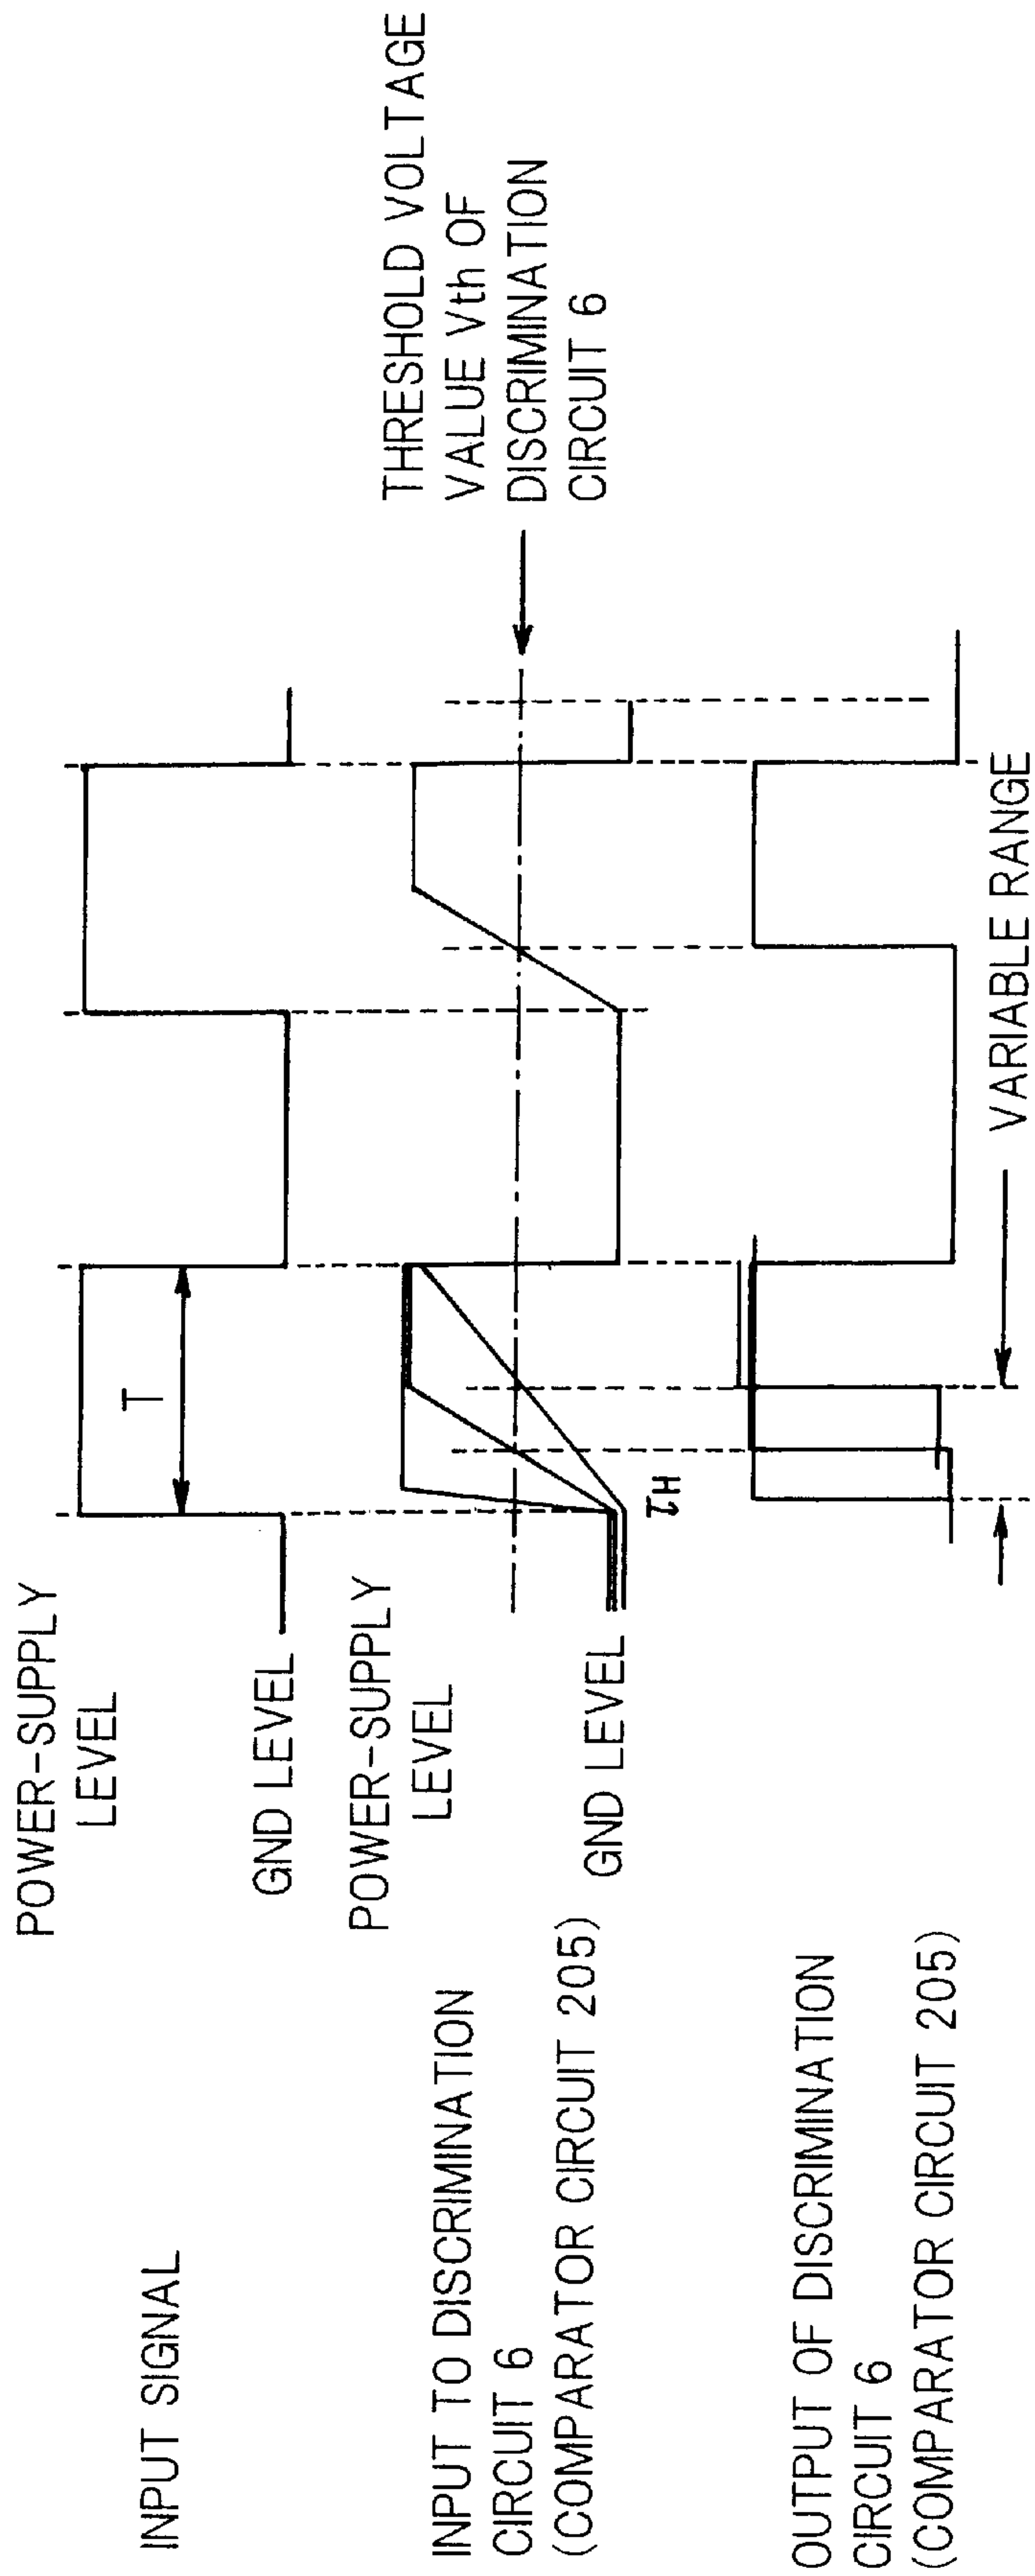 INPUT SIGNAL
POWER-SUPPLY
LEVEL
GND LEVEL
T
INPUT TO DISCRIMINATION
CIRCUIT 6
(COMPARATOR CIRCUIT 205)
POWER-SUPPLY
LEVEL
GND LEVEL
THRESHOLD VOLTAGE
VALUE Vth OF
DISCRIMINATION
CIRCUIT 6
OUTPUT OF DISCRIMINATION
CIRCUIT 6
(COMPARATOR CIRCUIT 205)
VARIABLE RANGE